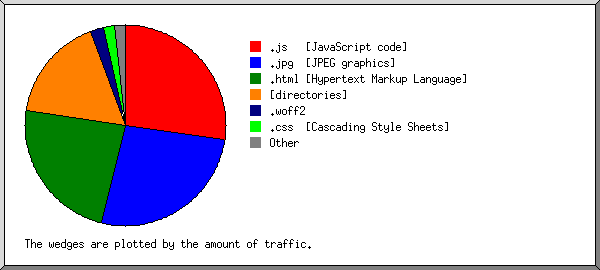 .js [JavaScript code]
.jpg [JPEG graphics]
.html [Hypertext Markup Language]
[directories]
.woff2
.css [Cascading Style Sheets]
Other
The wedges are plotted by the amount of traffic.